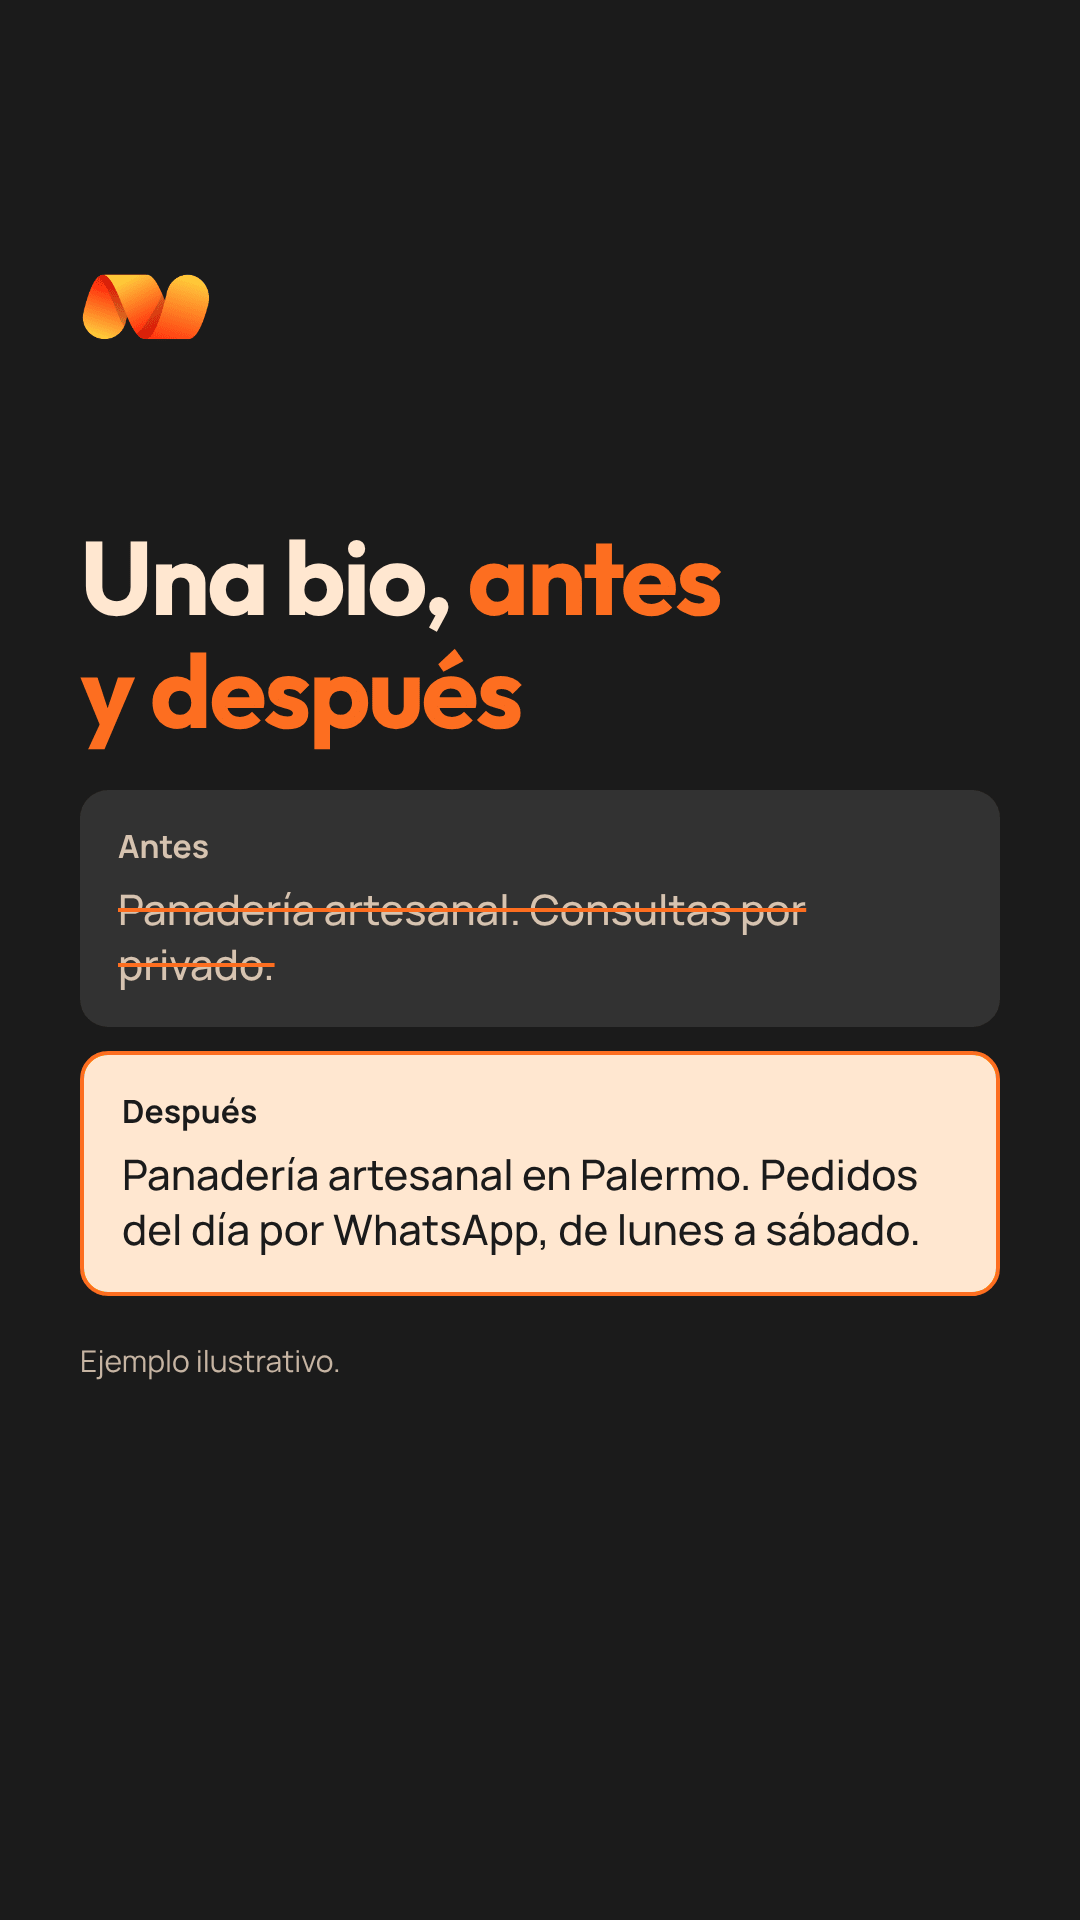 Una bio, antes
y después
Antes
Panadería artesanal. Consultas por
privado.
Después
Panadería artesanal en Palermo. Pedidos
del día por WhatsApp, de lunes a sábado.
Ejemplo ilustrativo.